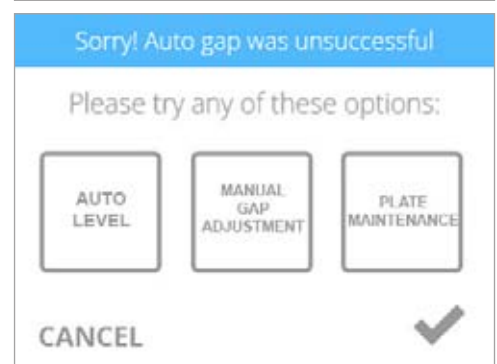 Sorry! Auto gap was unsuccessful
Please try any of these options:
AUTO
LEVEL
MANUAL
GAP
ADJUSTMENT
PLATE
MAINTENANCE
CANCEL